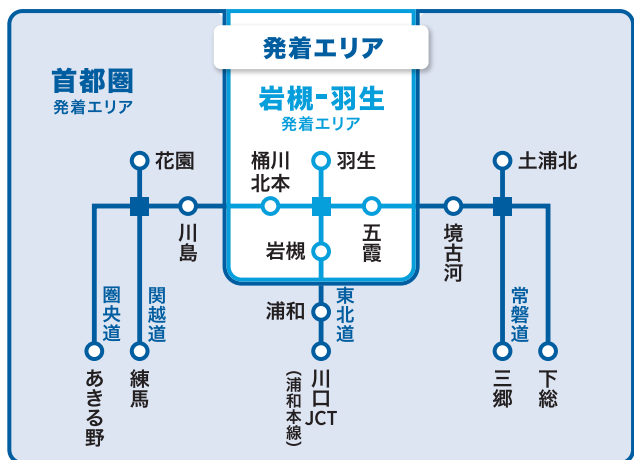 発着エリア
首都圏
発着エリア
岩槻-羽生
発着エリア
花園
桶川
北本
羽生
土浦北
川島
岩槻
五霞
境古河
圏央道
関越道
浦和
東北道
常磐道
あきる野
練馬
川口JCT
(浦和本線)
三郷
下総